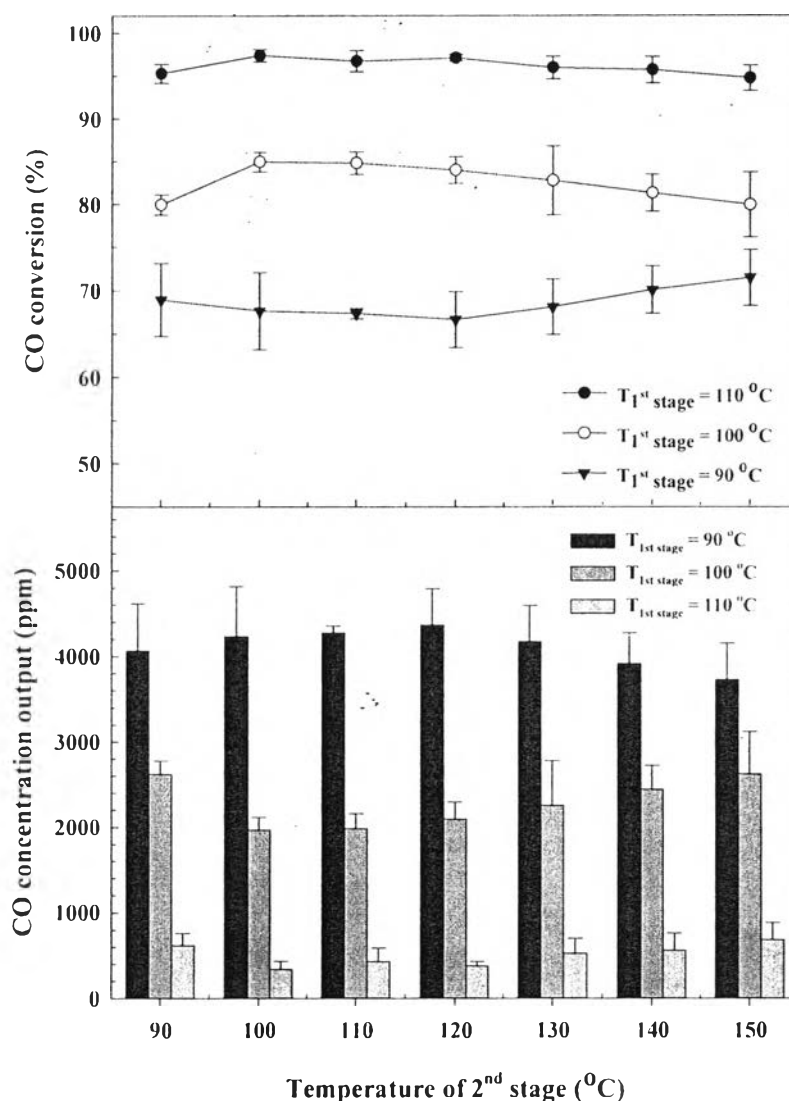 100
90
80
70
60
50
CO conversion (%)
T1st stage = 110 °C
T1st stage = 100 °C
T1st stage = 90 °C
5000
4000
3000
2000
1000
0
CO concentration output (ppm)
T1st stage = 90 °C
T1st stage = 100 °C
T1st stage = 110 °C
90 100 110 120 130 140 150
Temperature of 2nd stage (°C)